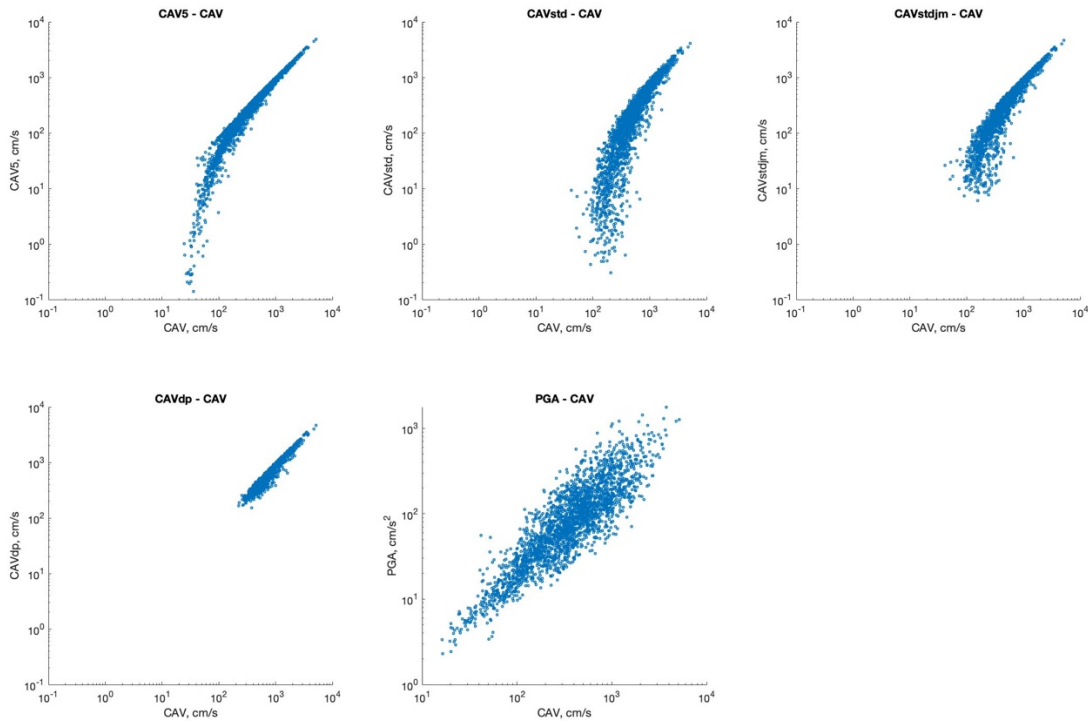 CAV5 - CAV
10^4
10^3
10^2
10^1
10^0
10^-1
CAV5, cm/s
10^-1 10^0 10^1 10^2 10^3 10^4
CAV, cm/s
CAVstd - CAV
10^4
10^3
10^2
10^1
10^0
10^-1
CAVstd, cm/s
10^-1 10^0 10^1 10^2 10^3 10^4
CAV, cm/s
CAVstdjm - CAV
10^4
10^3
10^2
10^1
10^0
10^-1
CAVstdjm, cm/s
10^-1 10^0 10^1 10^2 10^3 10^4
CAV, cm/s
CAVdp - CAV
10^4
10^3
10^2
10^1
10^0
10^-1
CAVdp, cm/s
10^-1 10^0 10^1 10^2 10^3 10^4
CAV, cm/s
PGA - CAV
10^3
10^2
10^1
10^0
PGA, cm/s^2
10^1 10^2 10^3 10^4
CAV, cm/s